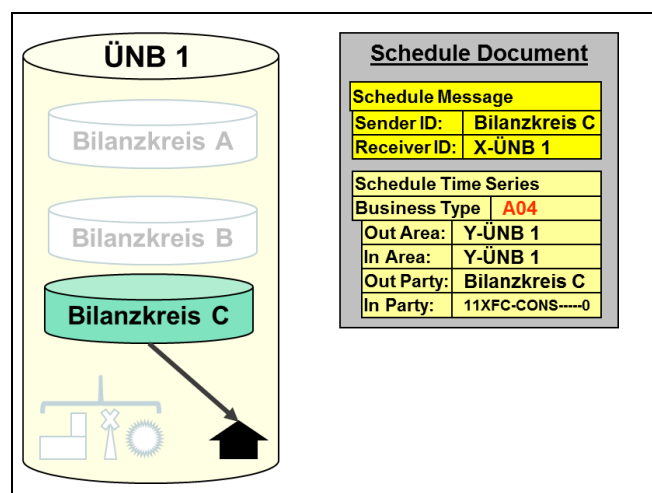 ÜNB 1
Bilanzkreis A
Bilanzkreis B
Bilanzkreis C
Schedule Document
Schedule Message
Sender ID: Bilanzkreis C
Receiver ID: X-ÜNB 1
Schedule Time Series
Business Type A04
Out Area: Y-ÜNB 1
In Area: Y-ÜNB 1
Out Party: Bilanzkreis C
In Party: 11XFC-CONS-----0